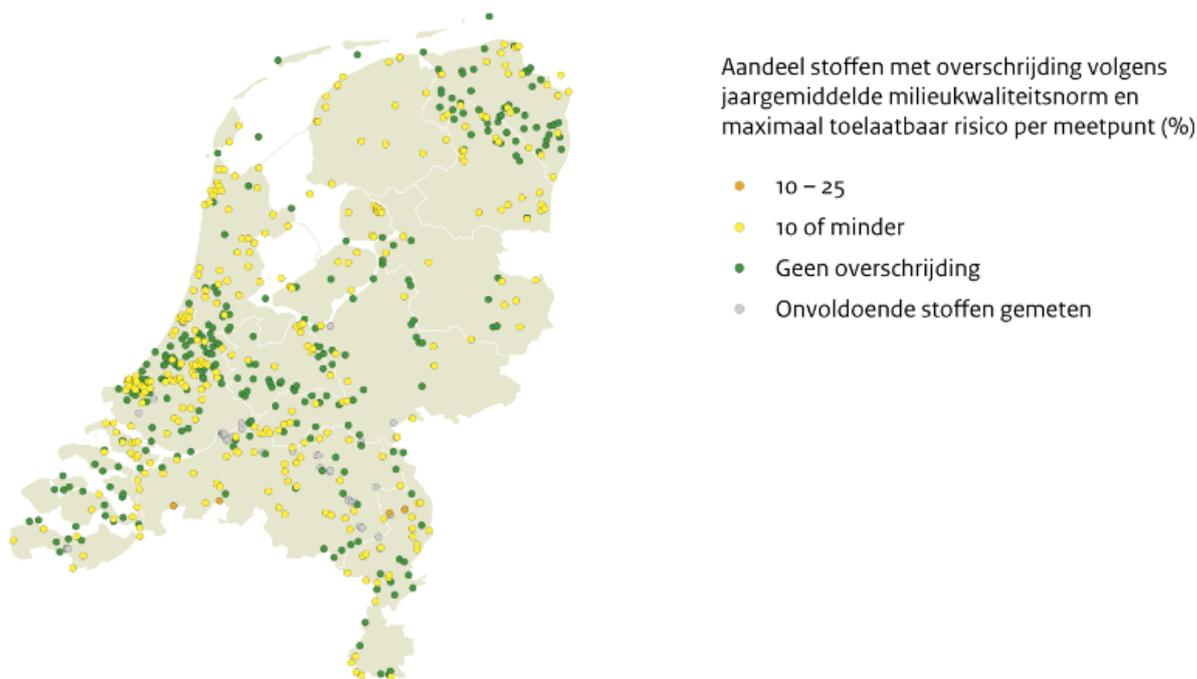 Aandeel stoffen met overschrijding volgens
jaargemiddelde milieukwaliteitsnorm en
maximaal toelaatbaar risico per meetpunt (%)
10 – 25
10 of minder
Geen overschrijding
Onvoldoende stoffen gemeten